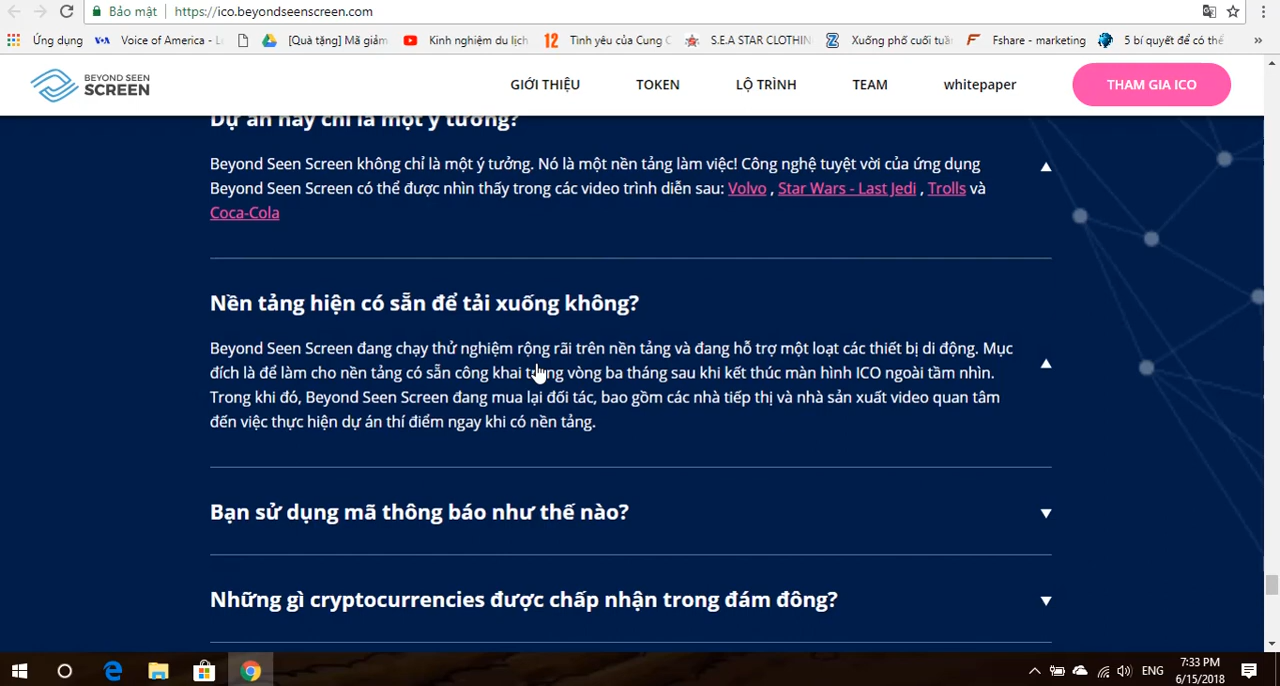 Bảo mật
https://ico.beyondseenscreen.com
Ứng dụng
Voice of America - L
[Quà tặng] Mã giảm
Kinh nghiệm du lịch
12
Tình yêu của Cung C
S.E.A STAR CLOTHIN
Xuống phố cuối tuần
Fshare - marketing
5 bí quyết để có thể
»
BEYOND SEEN
SCREEN
GIỚI THIỆU
TOKEN
LỘ TRÌNH
TEAM
whitepaper
THAM GIA ICO
Dự án này chỉ là một ý tưởng?
Beyond Seen Screen không chỉ là một ý tưởng. Nó là một nền tảng làm việc! Công nghệ tuyệt vời của ứng dụng
Beyond Seen Screen có thể được nhìn thấy trong các video trình diễn sau: Volvo , Star Wars - Last Jedi , Trolls và
Coca-Cola
Nền tảng hiện có sẵn để tải xuống không?
Beyond Seen Screen đang chạy thử nghiệm rộng rãi trên nền tảng và đang hỗ trợ một loạt các thiết bị di động. Mục
đích là để làm cho nền tảng có sẵn công khai trong vòng ba tháng sau khi kết thúc màn hình ICO ngoài tầm nhìn.
Trong khi đó, Beyond Seen Screen đang mua lại đối tác, bao gồm các nhà tiếp thị và nhà sản xuất video quan tâm
đến việc thực hiện dự án thí điểm ngay khi có nền tảng.
Bạn sử dụng mã thông báo như thế nào?
Những gì cryptocurrencies được chấp nhận trong đám đông?
ENG
7:33 PM
6/15/2018